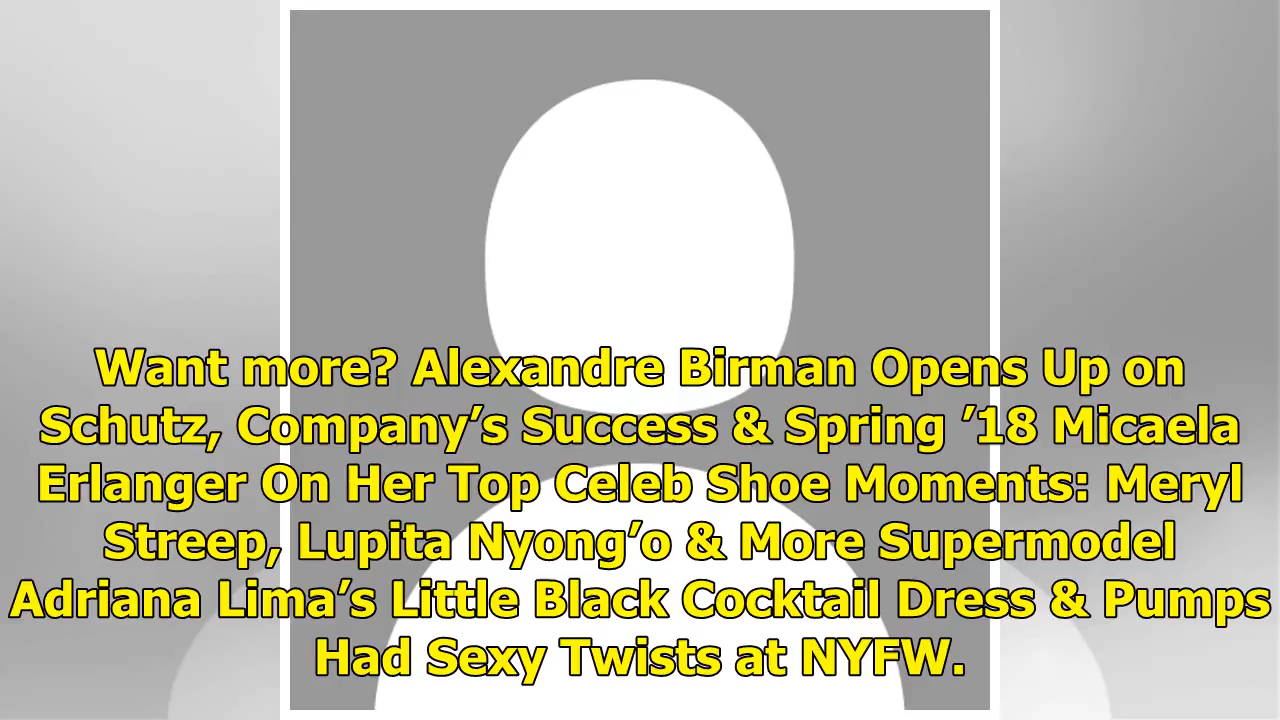 Want more? Alexandre Birman Opens Up on
Schutz, Company’s Success & Spring ’18 Micaela
Erlanger On Her Top Celeb Shoe Moments: Meryl
Streep, Lupita Nyong’o & More Supermodel
Adriana Lima’s Little Black Cocktail Dress & Pumps
Had Sexy Twists at NYFW.